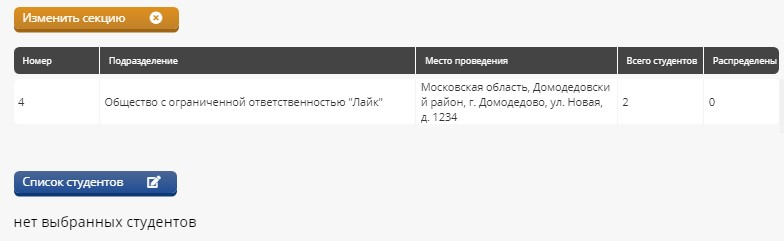 Изменить секцию
Номер Подразделение Место проведения Всего студентов Распределены
4 Общество с ограниченной ответственностью "Лайк" Московская область, Домодедовски
й район, г. Домодедово, ул. Новая,
д. 1234 2 0
Список студентов
нет выбранных студентов